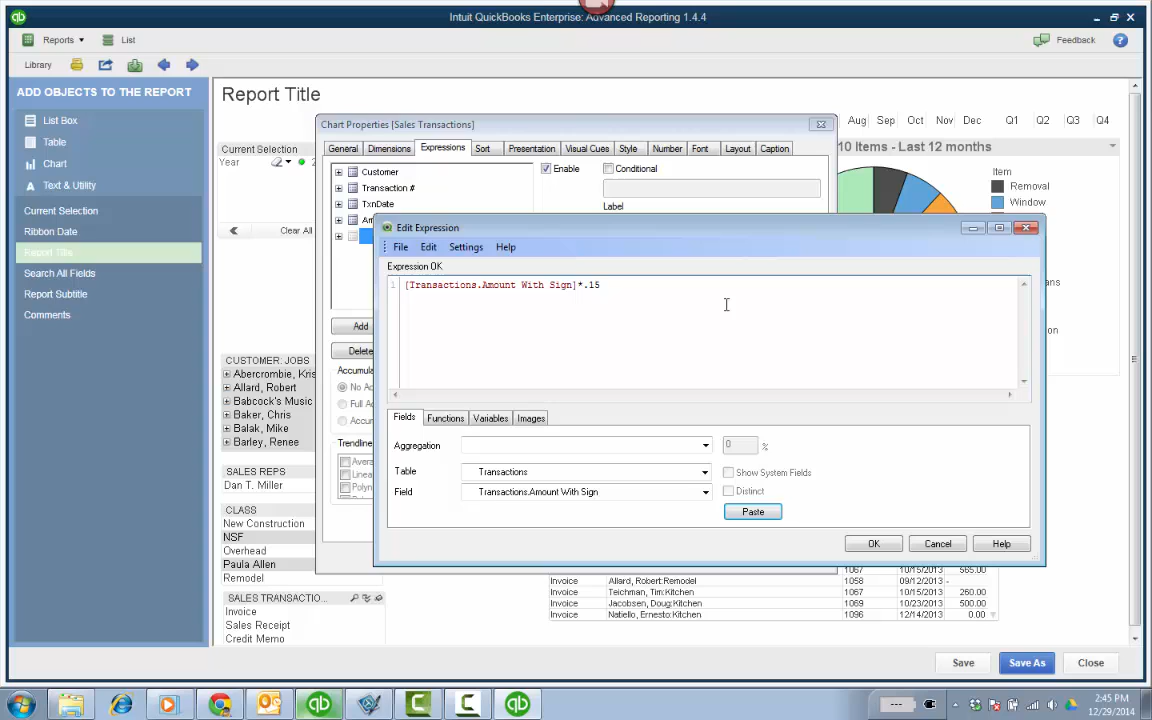 Intuit QuickBooks Enterprise: Advanced Reporting 1.4.4
Reports List Feedback
Library
ADD OBJECTS TO THE REPORT
List Box
Table
Chart
Text & Utility
Current Selection
Ribbon Date
Report Title
Search All Fields
Report Subtitle
Comments
Report Title
Current Selection
Year
Clear All
CUSTOMER: JOBS
Abercrombie, Kris
Allard, Robert
Babcock's Music
Baker, Chris
Balak, Mike
Barley, Renee
SALES REPS
Dan T. Miller
CLASS
New Construction
NSF
Overhead
Paula Allen
Remodel
SALES TRANSACTIO...
Invoice
Sales Receipt
Credit Memo
Aug Sep Oct Nov Dec Q1 Q2 Q3 Q4
10 Items - Last 12 months
Item
Removal
Window
Chart Properties [Sales Transactions]
General Dimensions Expressions Sort Presentation Visual Cues Style Number Font Layout Caption
Customer
Transaction #
TxnDate
Enable
Conditional
Label
Add
Delete
Trendline
Edit Expression
File Edit Settings Help
Expression OK
1 [Transactions.Amount With Sign]*.15
Fields Functions Variables Images
Aggregation 0 %
Table Transactions Show System Fields
Field Transactions.Amount With Sign Distinct
Paste
OK Cancel Help
1067 10/15/2013 565.00
Invoice Allard, Robert:Remodel 1058 09/12/2013 -
Invoice Teichman, Tim:Kitchen 1067 10/15/2013 260.00
Invoice Jacobsen, Doug:Kitchen 1069 10/23/2013 500.00
Invoice Natiello, Ernesto:Kitchen 1096 12/14/2013 0.00
Save Save As Close
2:45 PM
12/29/2014